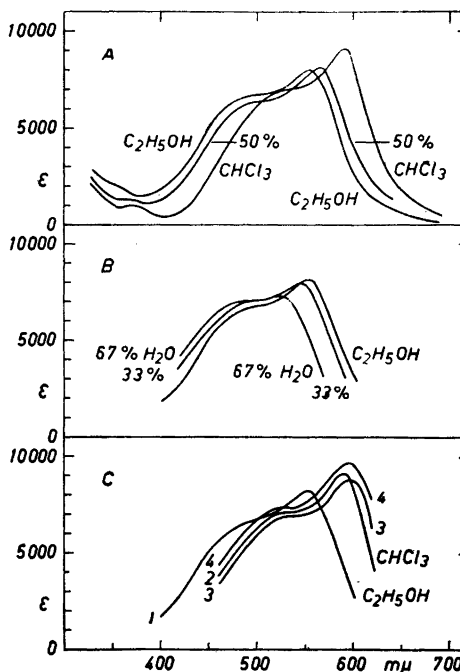 10000
A
C₂H₅OH
50%
50%
5000
CHCl₃
CHCl₃
ε
C₂H₅OH
0
10000
B
5000
67% H₂O
33%
67% H₂O
33%
C₂H₅OH
ε
0
10000
C
4
3
5000
4
2
3
CHCl₃
C₂H₅OH
ε
1
0
400
500
600
mμ
700